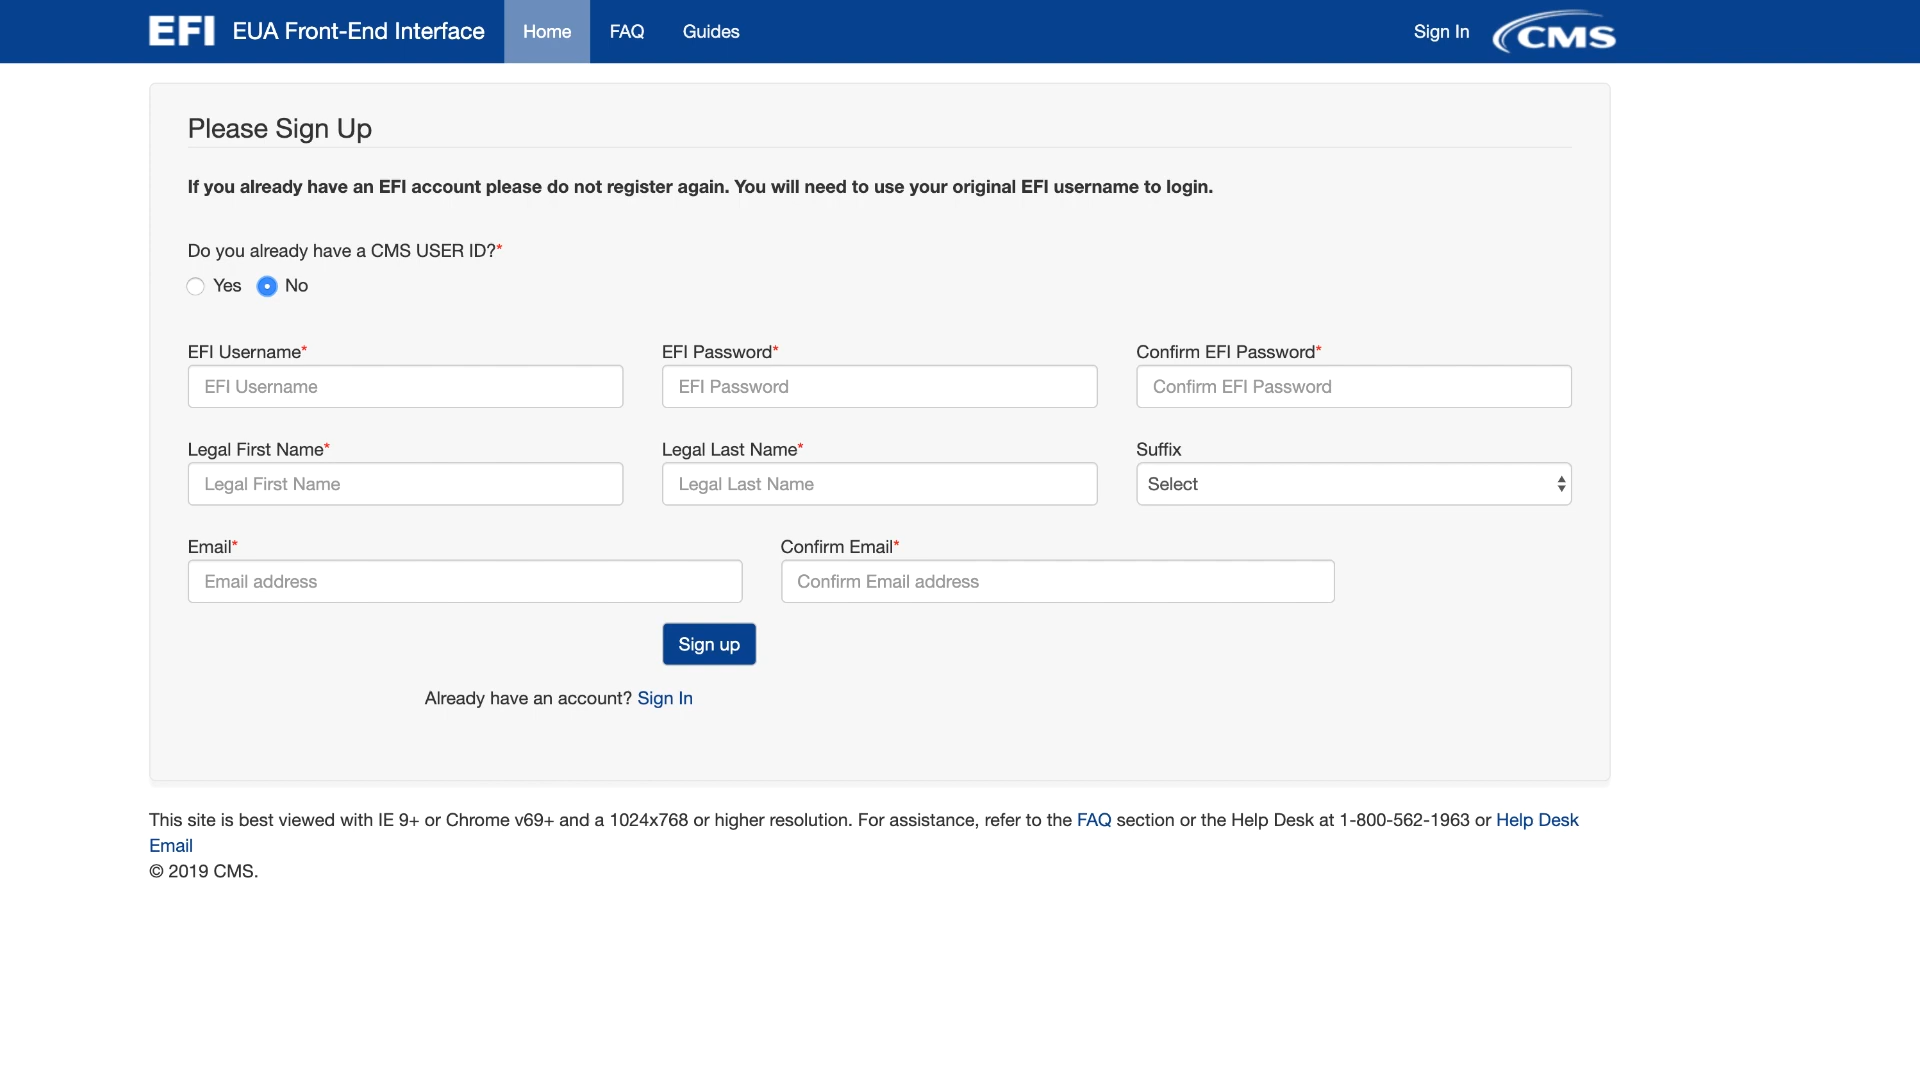 EFI EUA Front-End Interface Home FAQ Guides Sign In CMS
Please Sign Up
If you already have an EFI account please do not register again. You will need to use your original EFI username to login.
Do you already have a CMS USER ID?*
Yes No
EFI Username* EFI Password* Confirm EFI Password*
EFI Username EFI Password Confirm EFI Password
Legal First Name* Legal Last Name* Suffix
Legal First Name Legal Last Name Select
Email* Confirm Email*
Email address Confirm Email address
Sign up
Already have an account? Sign In
This site is best viewed with IE 9+ or Chrome v69+ and a 1024x768 or higher resolution. For assistance, refer to the FAQ section or the Help Desk at 1-800-562-1963 or Help Desk
Email
© 2019 CMS.